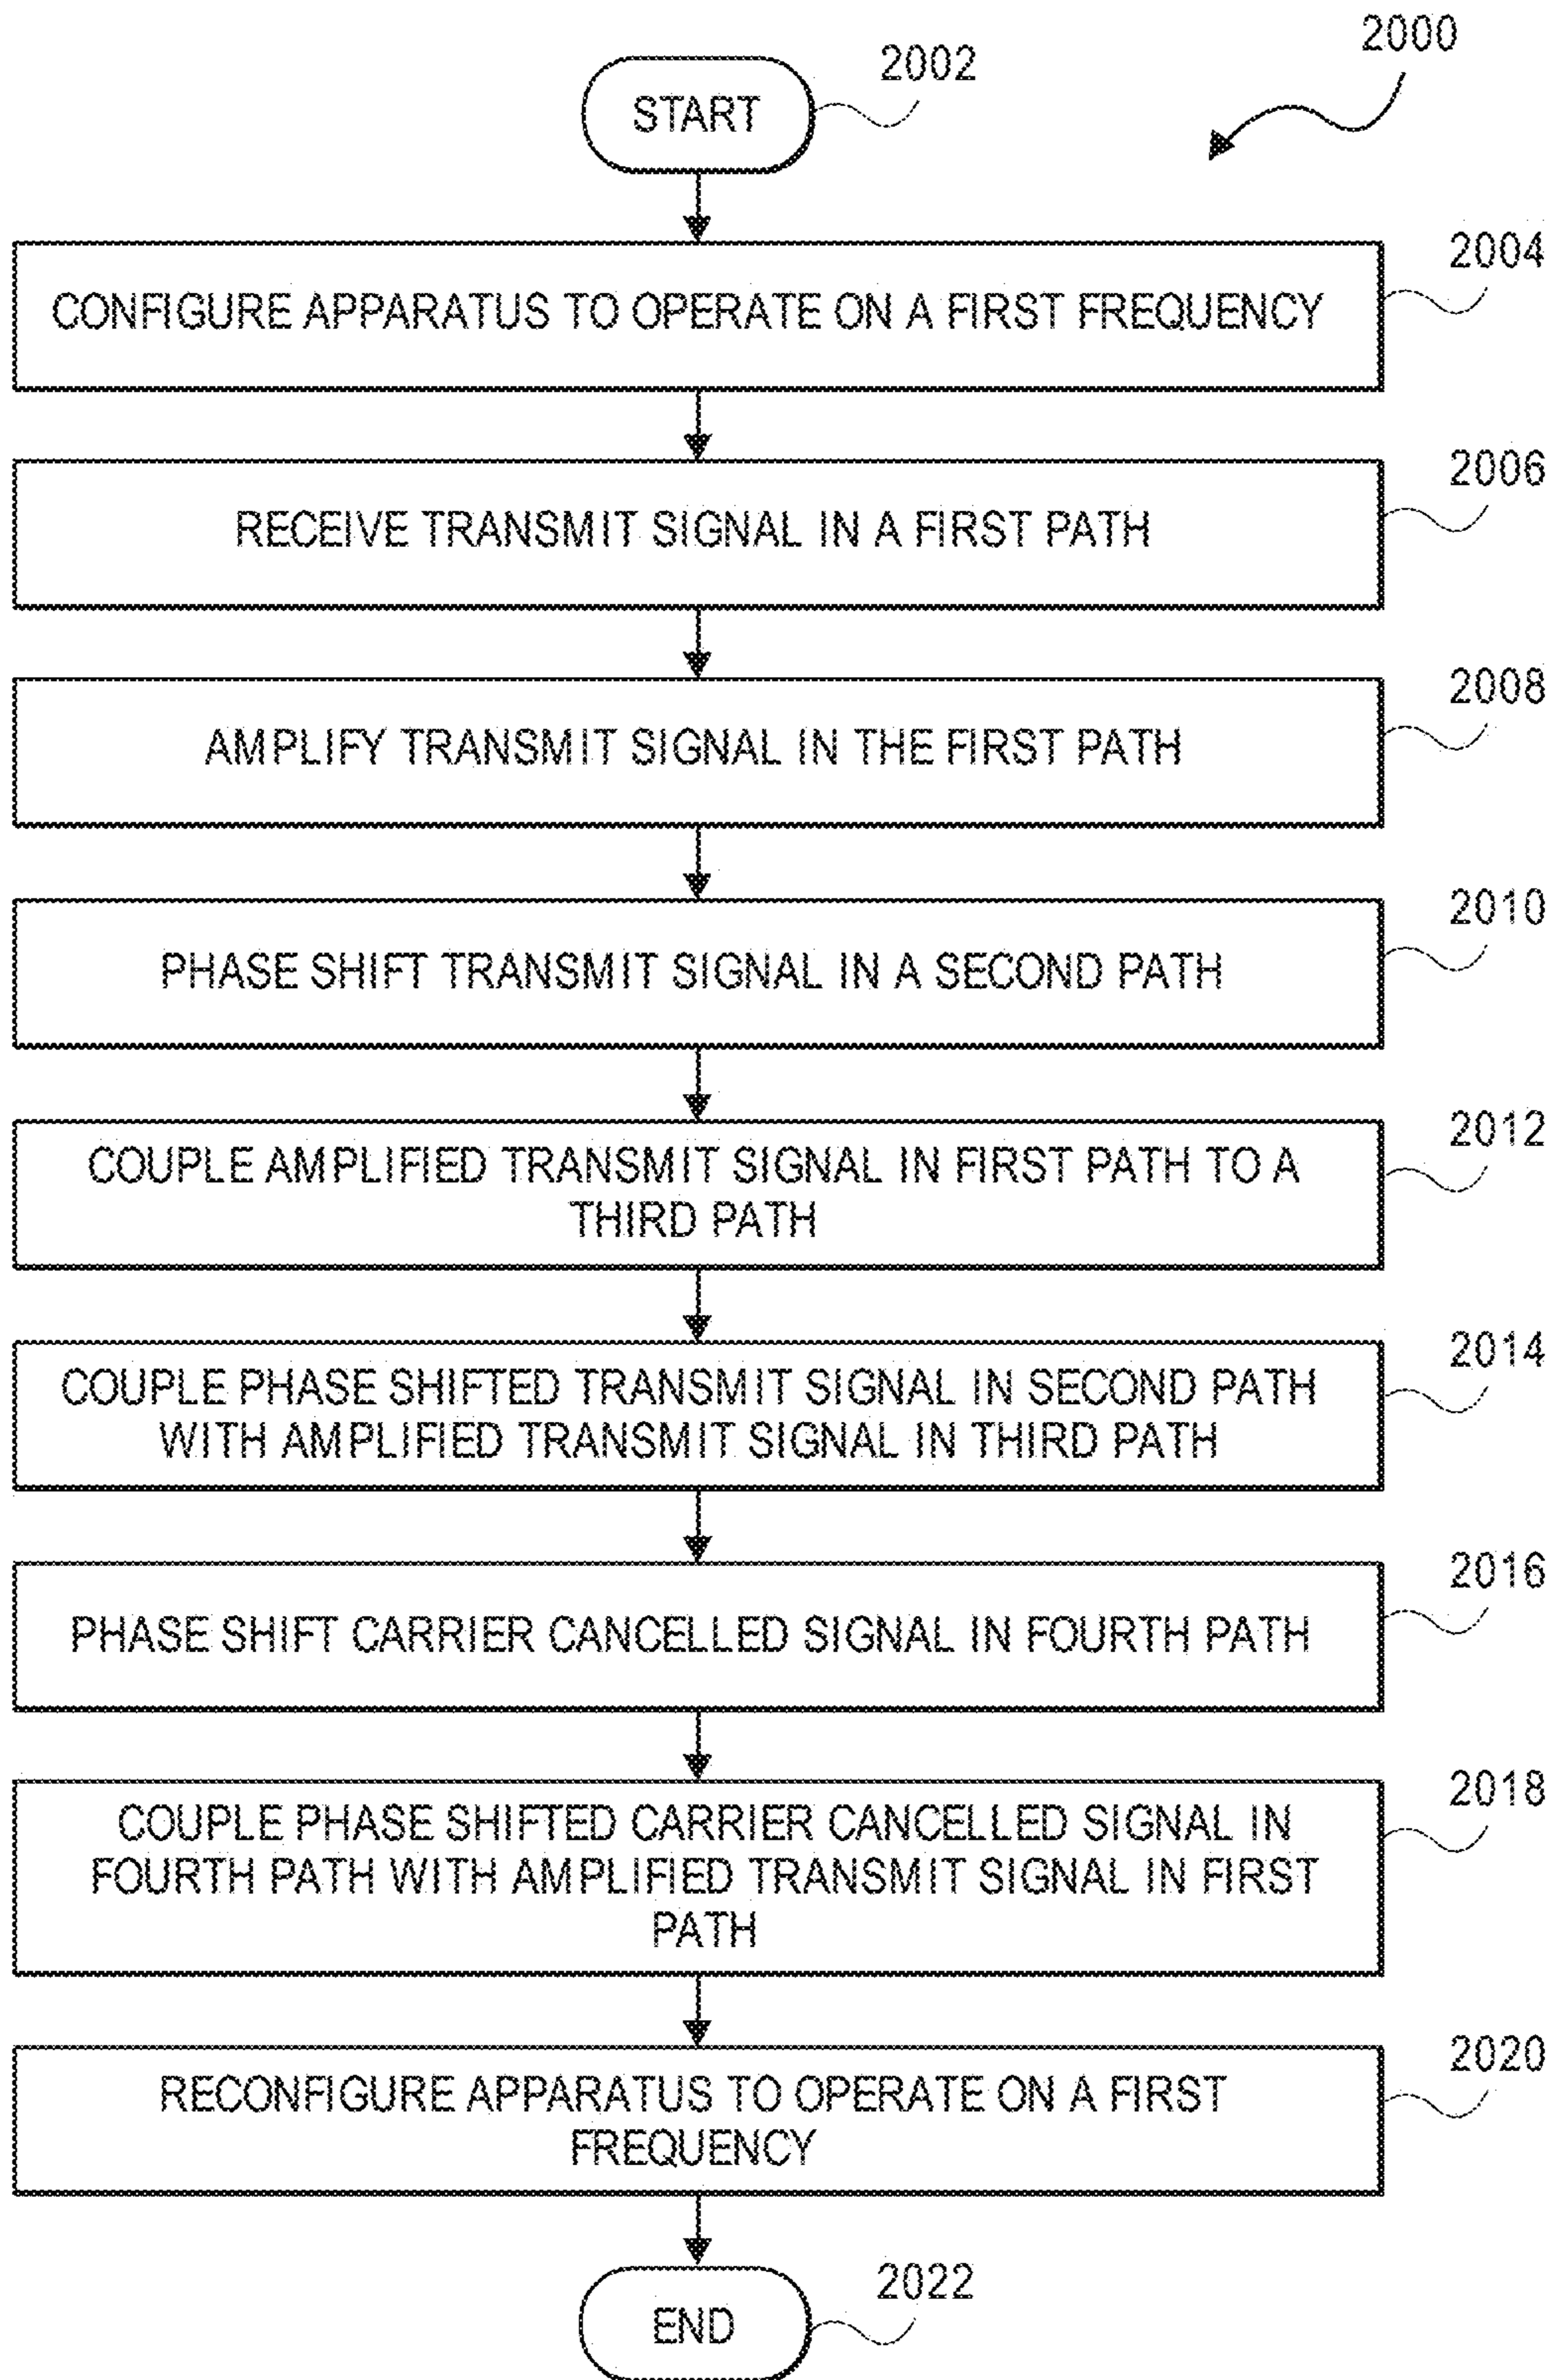 2000
START
2002
CONFIGURE APPARATUS TO OPERATE ON A FIRST FREQUENCY
2004
RECEIVE TRANSMIT SIGNAL IN A FIRST PATH
2006
AMPLIFY TRANSMIT SIGNAL IN THE FIRST PATH
2008
PHASE SHIFT TRANSMIT SIGNAL IN A SECOND PATH
2010
COUPLE AMPLIFIED TRANSMIT SIGNAL IN FIRST PATH TO A
THIRD PATH
2012
COUPLE PHASE SHIFTED TRANSMIT SIGNAL IN SECOND PATH
WITH AMPLIFIED TRANSMIT SIGNAL IN THIRD PATH
2014
PHASE SHIFT CARRIER CANCELLED SIGNAL IN FOURTH PATH
2016
COUPLE PHASE SHIFTED CARRIER CANCELLED SIGNAL IN
FOURTH PATH WITH AMPLIFIED TRANSMIT SIGNAL IN FIRST
PATH
2018
RECONFIGURE APPARATUS TO OPERATE ON A FIRST
FREQUENCY
2020
END
2022